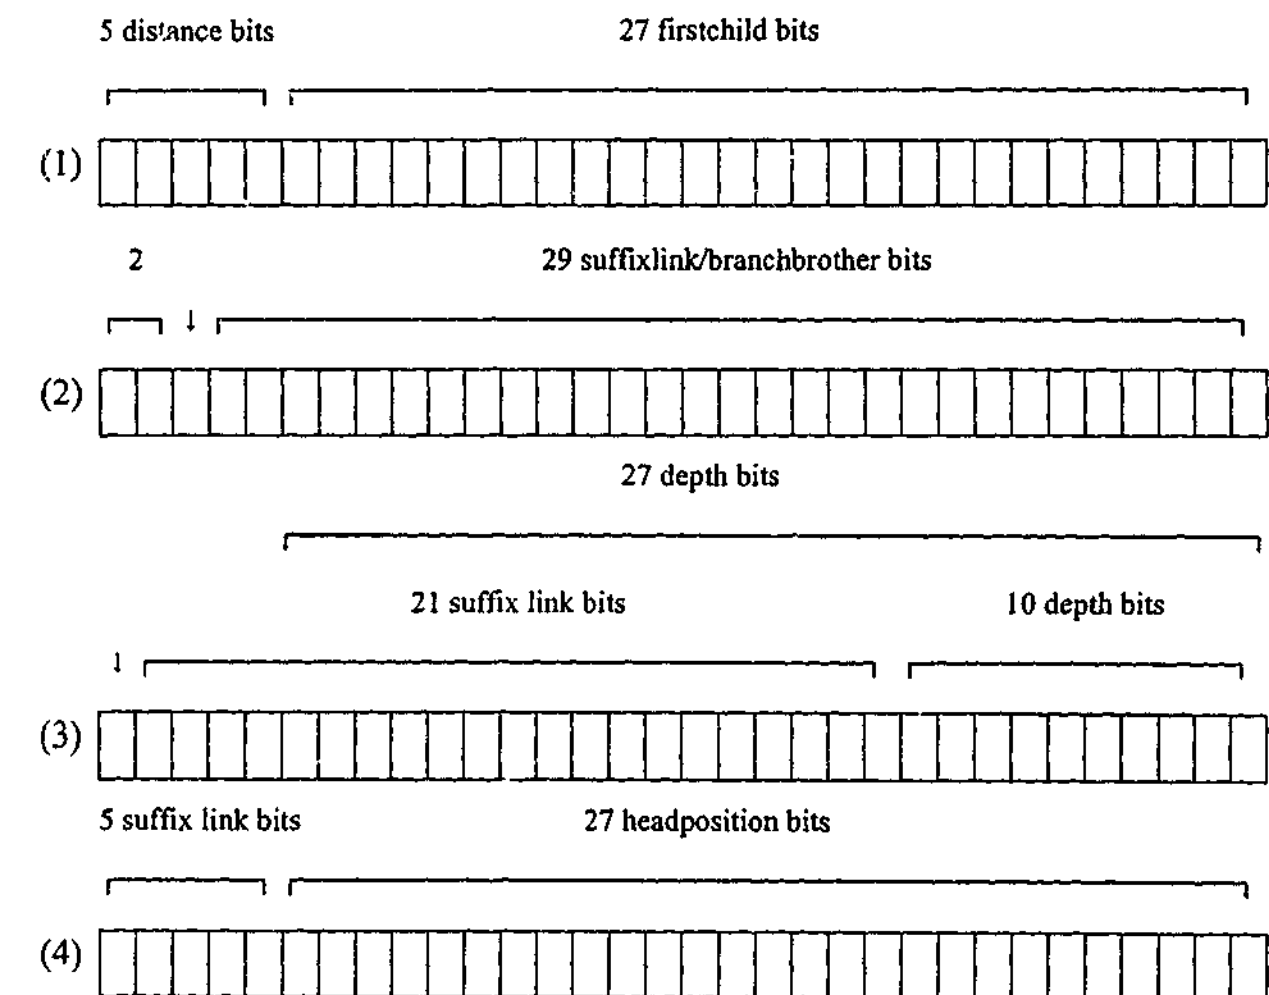 5 distance bits 27 firstchild bits
(1)
2 29 suffixlink/branchbrother bits
(2)
27 depth bits
21 suffix link bits 10 depth bits
(3)
5 suffix link bits 27 headposition bits
(4)